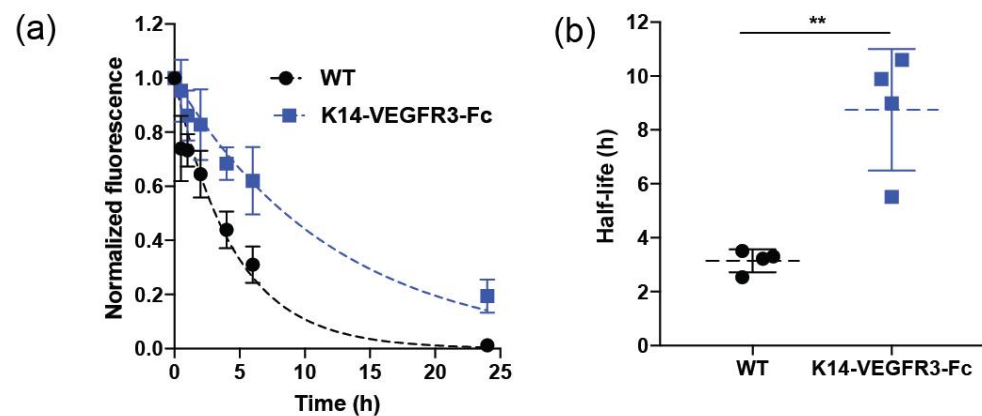 (a)
Normalized fluorescence
1.2
1.0
0.8
0.6
0.4
0.2
0.0
0
5
10
15
20
25
Time (h)
WT
K14-VEGFR3-Fc
(b)
**
Half-life (h)
12
10
8
6
4
2
0
WT
K14-VEGFR3-Fc